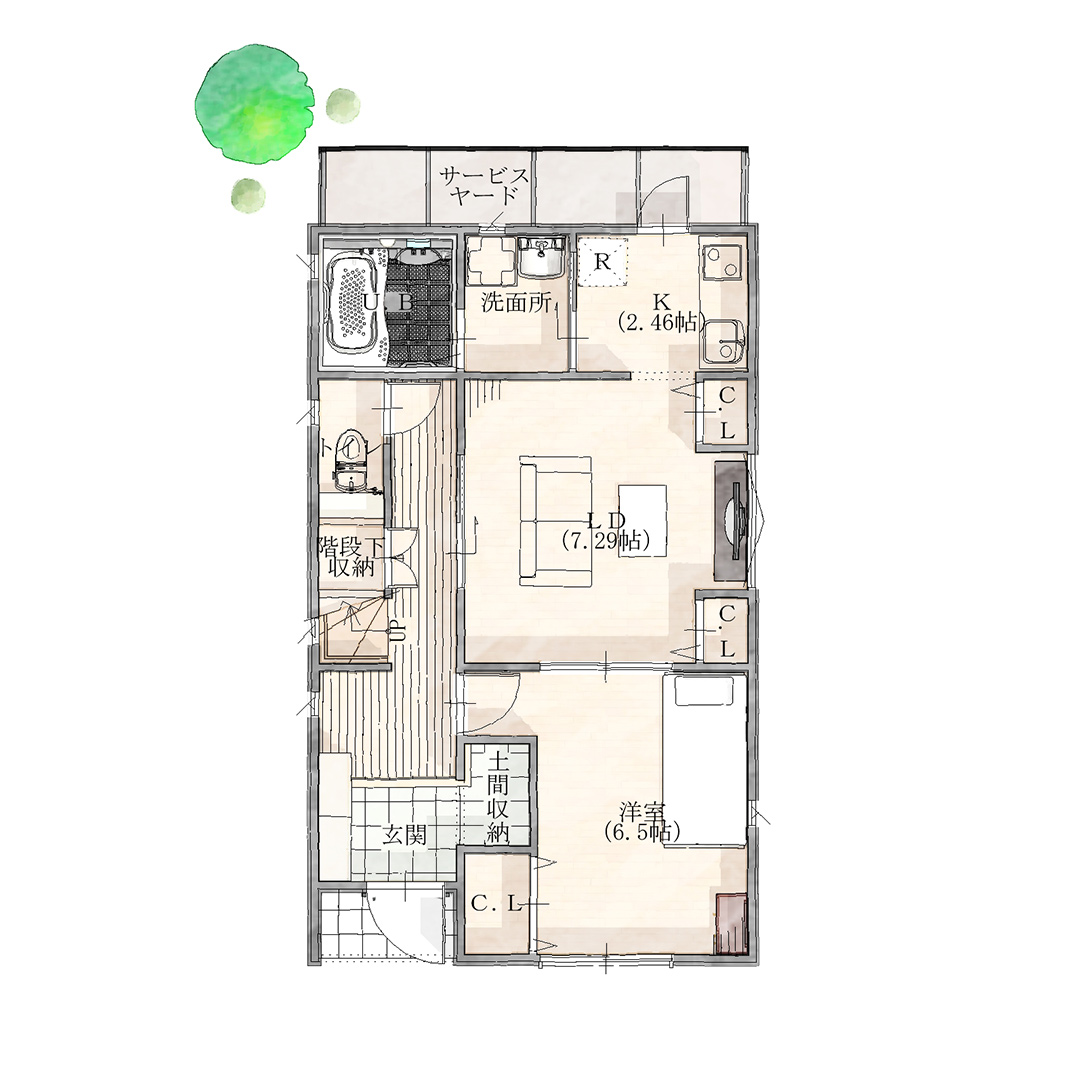 サービス
ヤード
U.B
洗面所
R
K
(2.46帖)
C.L
トイレ
LD
(7.29帖)
階段下
収納
UP
C.L
土間収納
洋室
(6.5帖)
玄関
C.L